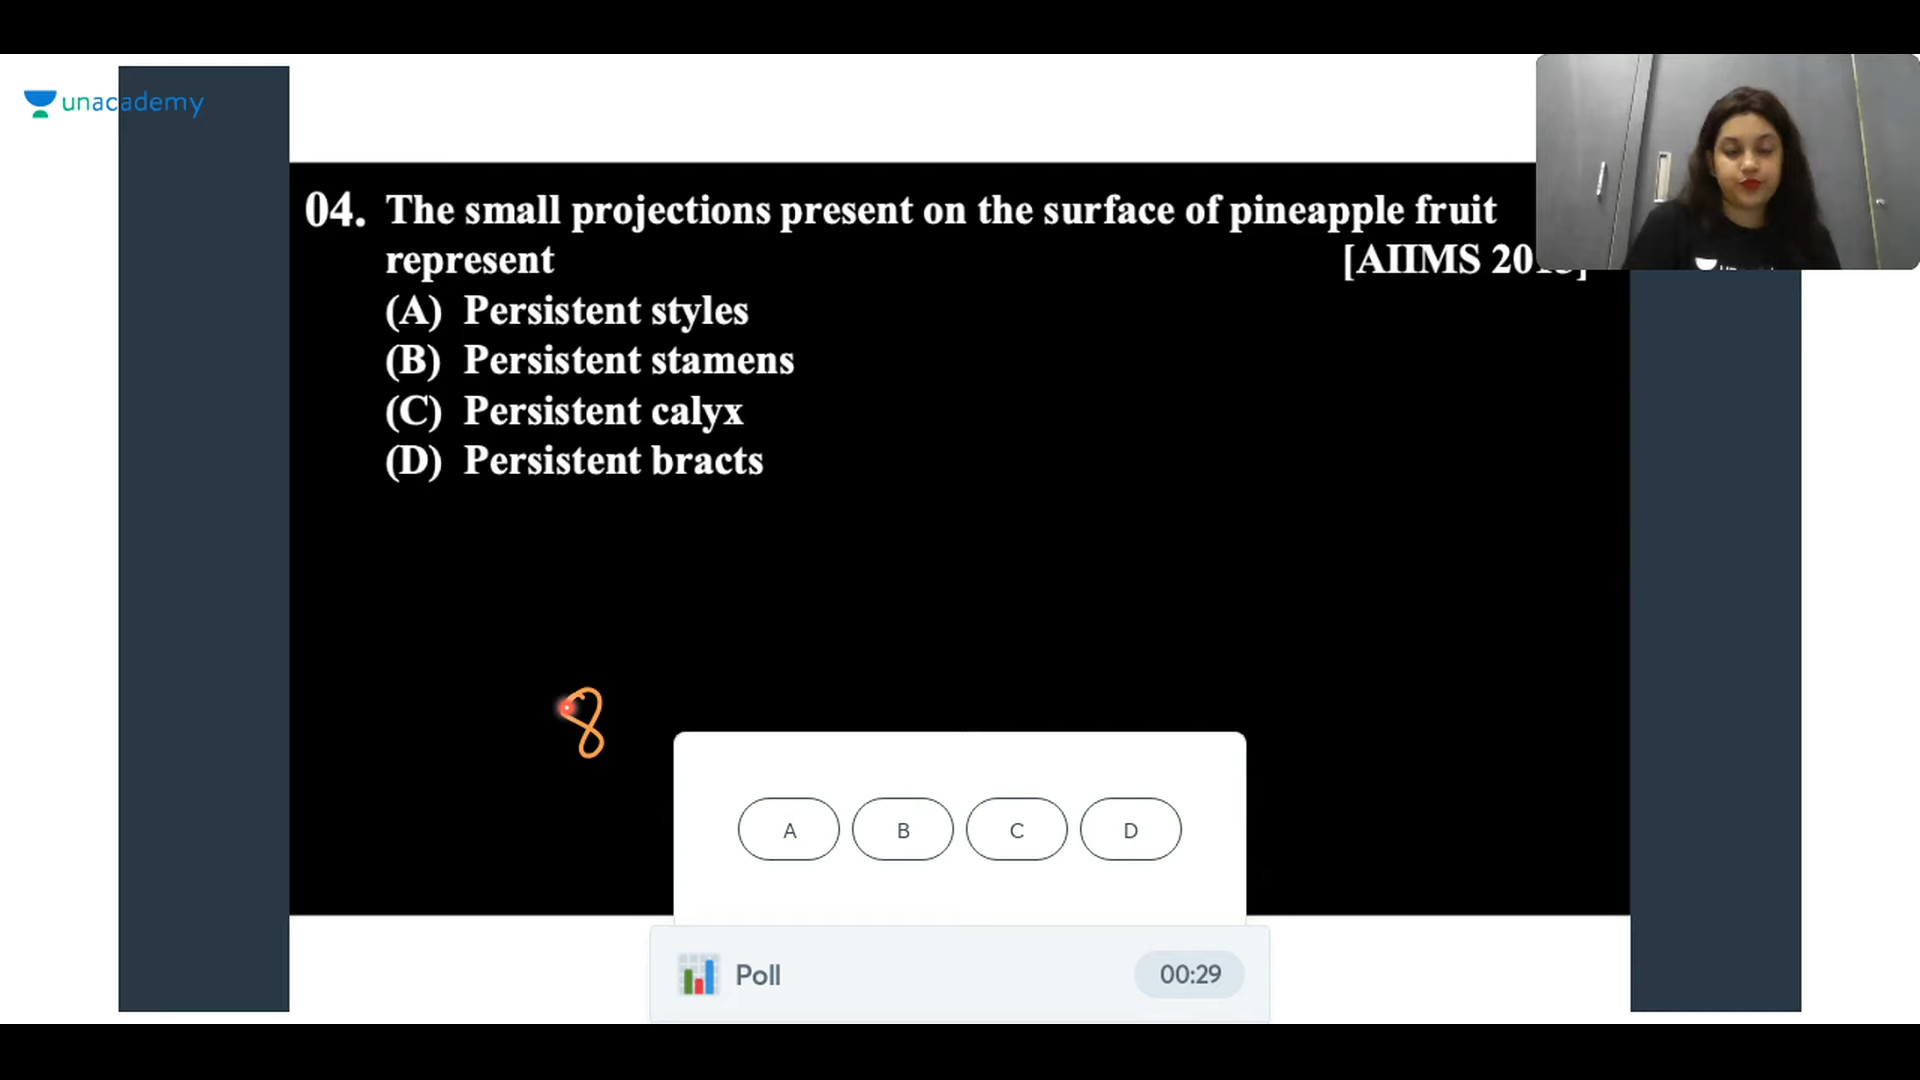 unacademy
04. The small projections present on the surface of pineapple fruit
represent [AIIMS
(A) Persistent styles
(B) Persistent stamens
(C) Persistent calyx
(D) Persistent bracts
8
A B C D
Poll 00:29